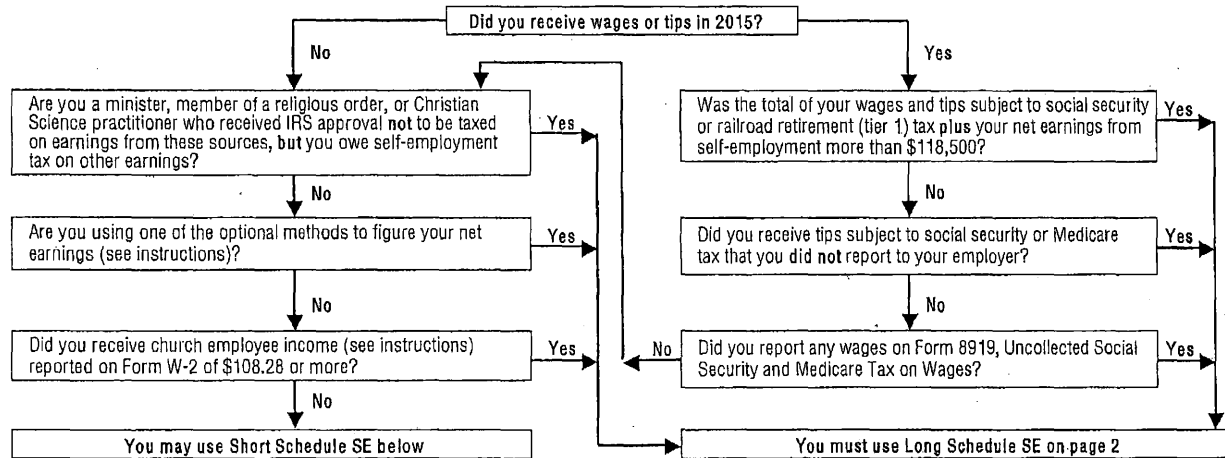 Did you receive wages or tips in 2015?
No
Yes
Are you a minister, member of a religious order, or Christian
Science practitioner who received IRS approval not to be taxed
on earnings from these sources, but you owe self-employment
tax on other earnings?
Yes
No
Are you using one of the optional methods to figure your net
earnings (see instructions)?
Yes
No
Did you receive church employee income (see instructions)
reported on Form W-2 of $108.28 or more?
Yes
No
You may use Short Schedule SE below
Was the total of your wages and tips subject to social security
or railroad retirement (tier 1) tax plus your net earnings from
self-employment more than $118,500?
Yes
No
Did you receive tips subject to social security or Medicare
tax that you did not report to your employer?
Yes
No
No
Did you report any wages on Form 8919, Uncollected Social
Security and Medicare Tax on Wages?
Yes
You must use Long Schedule SE on page 2